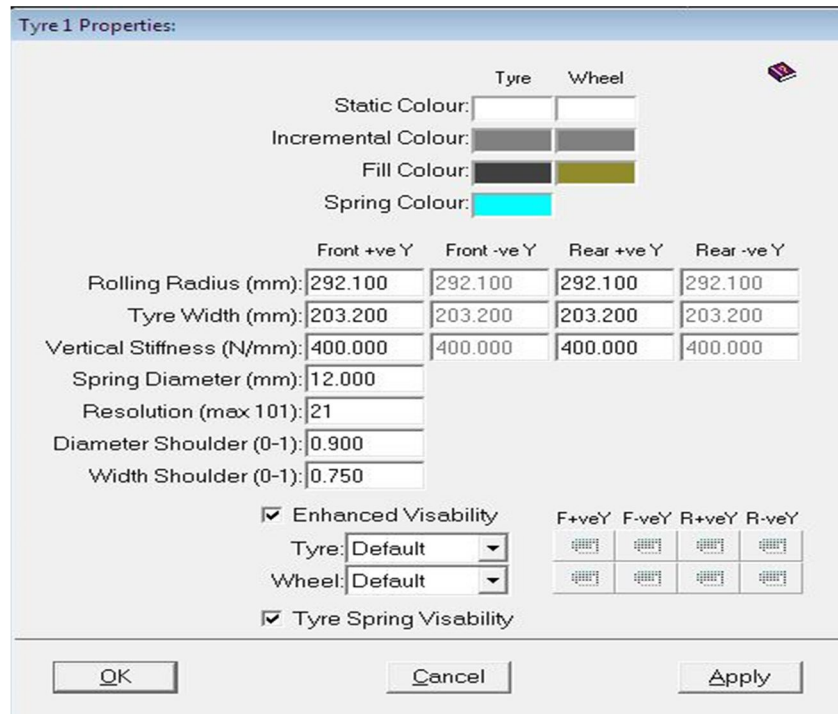 Tyre 1 Properties:
Tyre Wheel
Static Colour:
Incremental Colour:
Fill Colour:
Spring Colour:
Front +ve Y Front -ve Y Rear +ve Y Rear -ve Y
Rolling Radius (mm): 292.100 292.100 292.100 292.100
Tyre Width (mm): 203.200 203.200 203.200 203.200
Vertical Stiffness (N/mm): 400.000 400.000 400.000 400.000
Spring Diameter (mm): 12.000
Resolution (max 101): 21
Diameter Shoulder (0-1): 0.900
Width Shoulder (0-1): 0.750
Enhanced Visability F+veY F-veY R+veY R-veY
Tyre: Default
Wheel: Default
Tyre Spring Visability
OK Cancel Apply